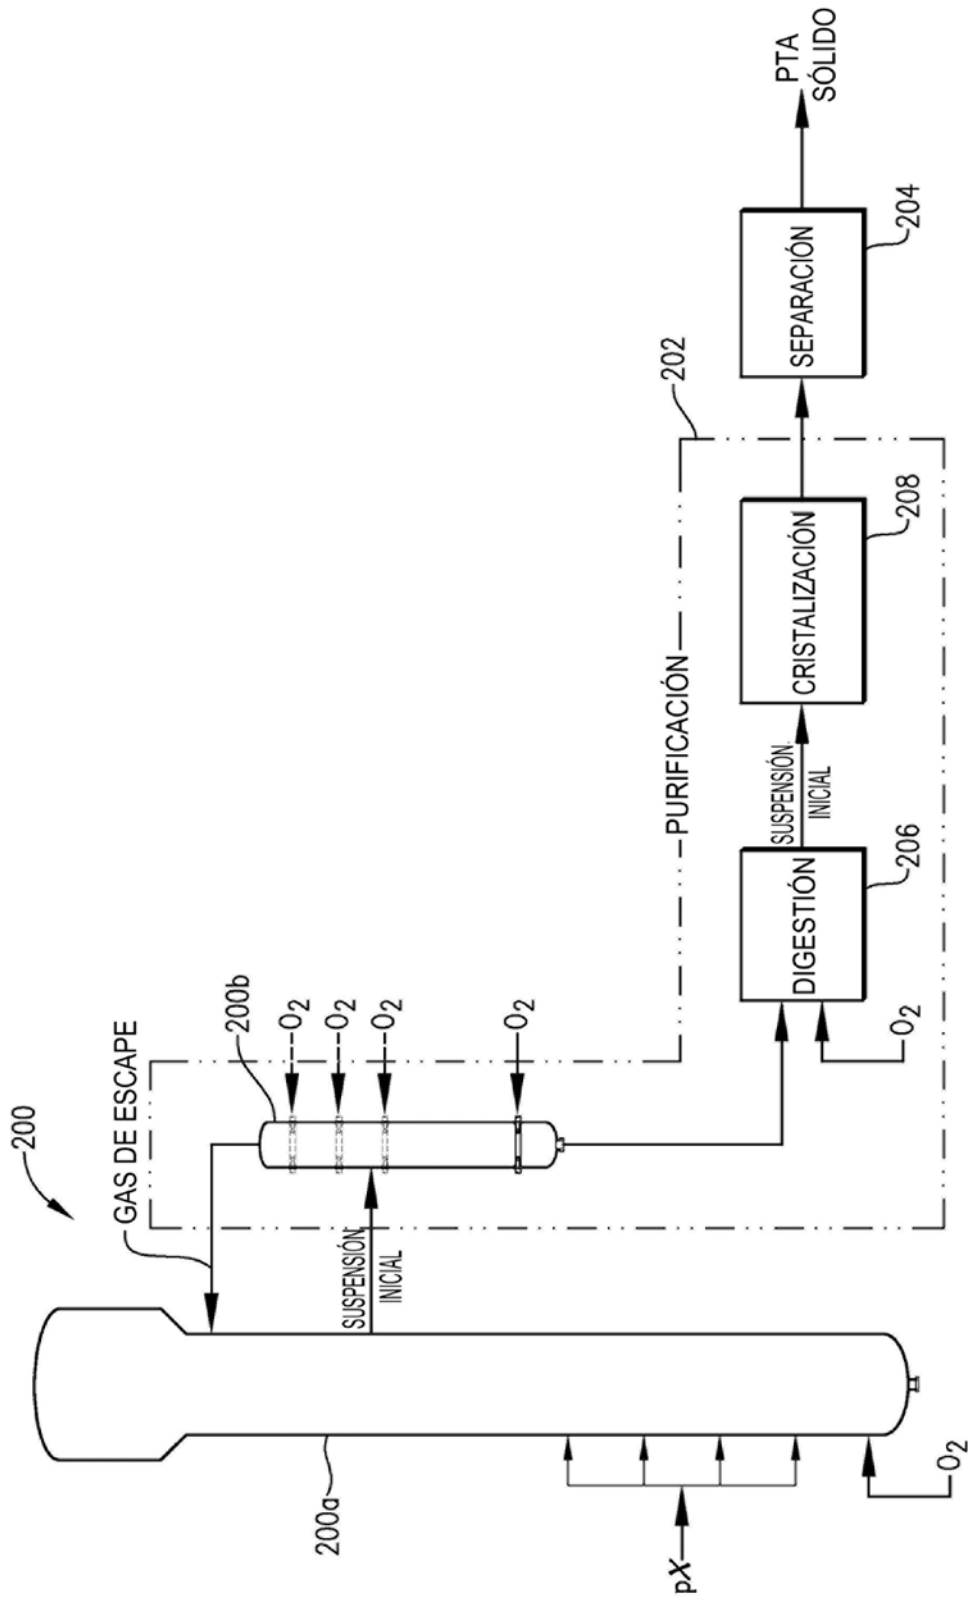 200
GAS DE ESCAPE
200b
O2
O2
O2
O2
SUSPENSIÓN
INICIAL
200a
pX
O2
PURIFICACIÓN
202
DIGESTIÓN
206
O2
SUSPENSIÓN
INICIAL
CRISTALIZACIÓN
208
SEPARACIÓN
204
PTA
SÓLIDO